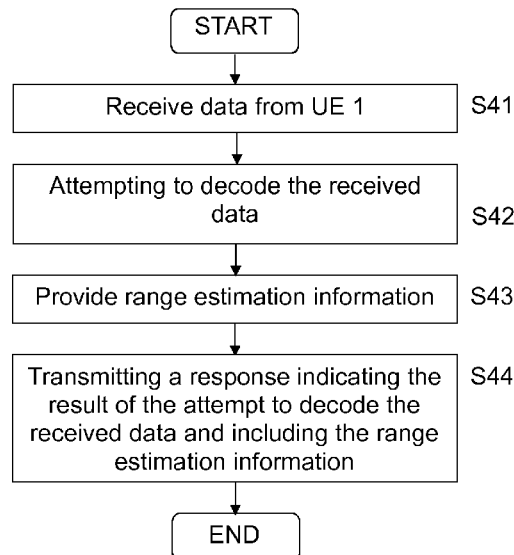 START
Receive data from UE 1
S41
Attempting to decode the received
data
S42
Provide range estimation information
S43
Transmitting a response indicating the
result of the attempt to decode the
received data and including the range
estimation information
S44
END